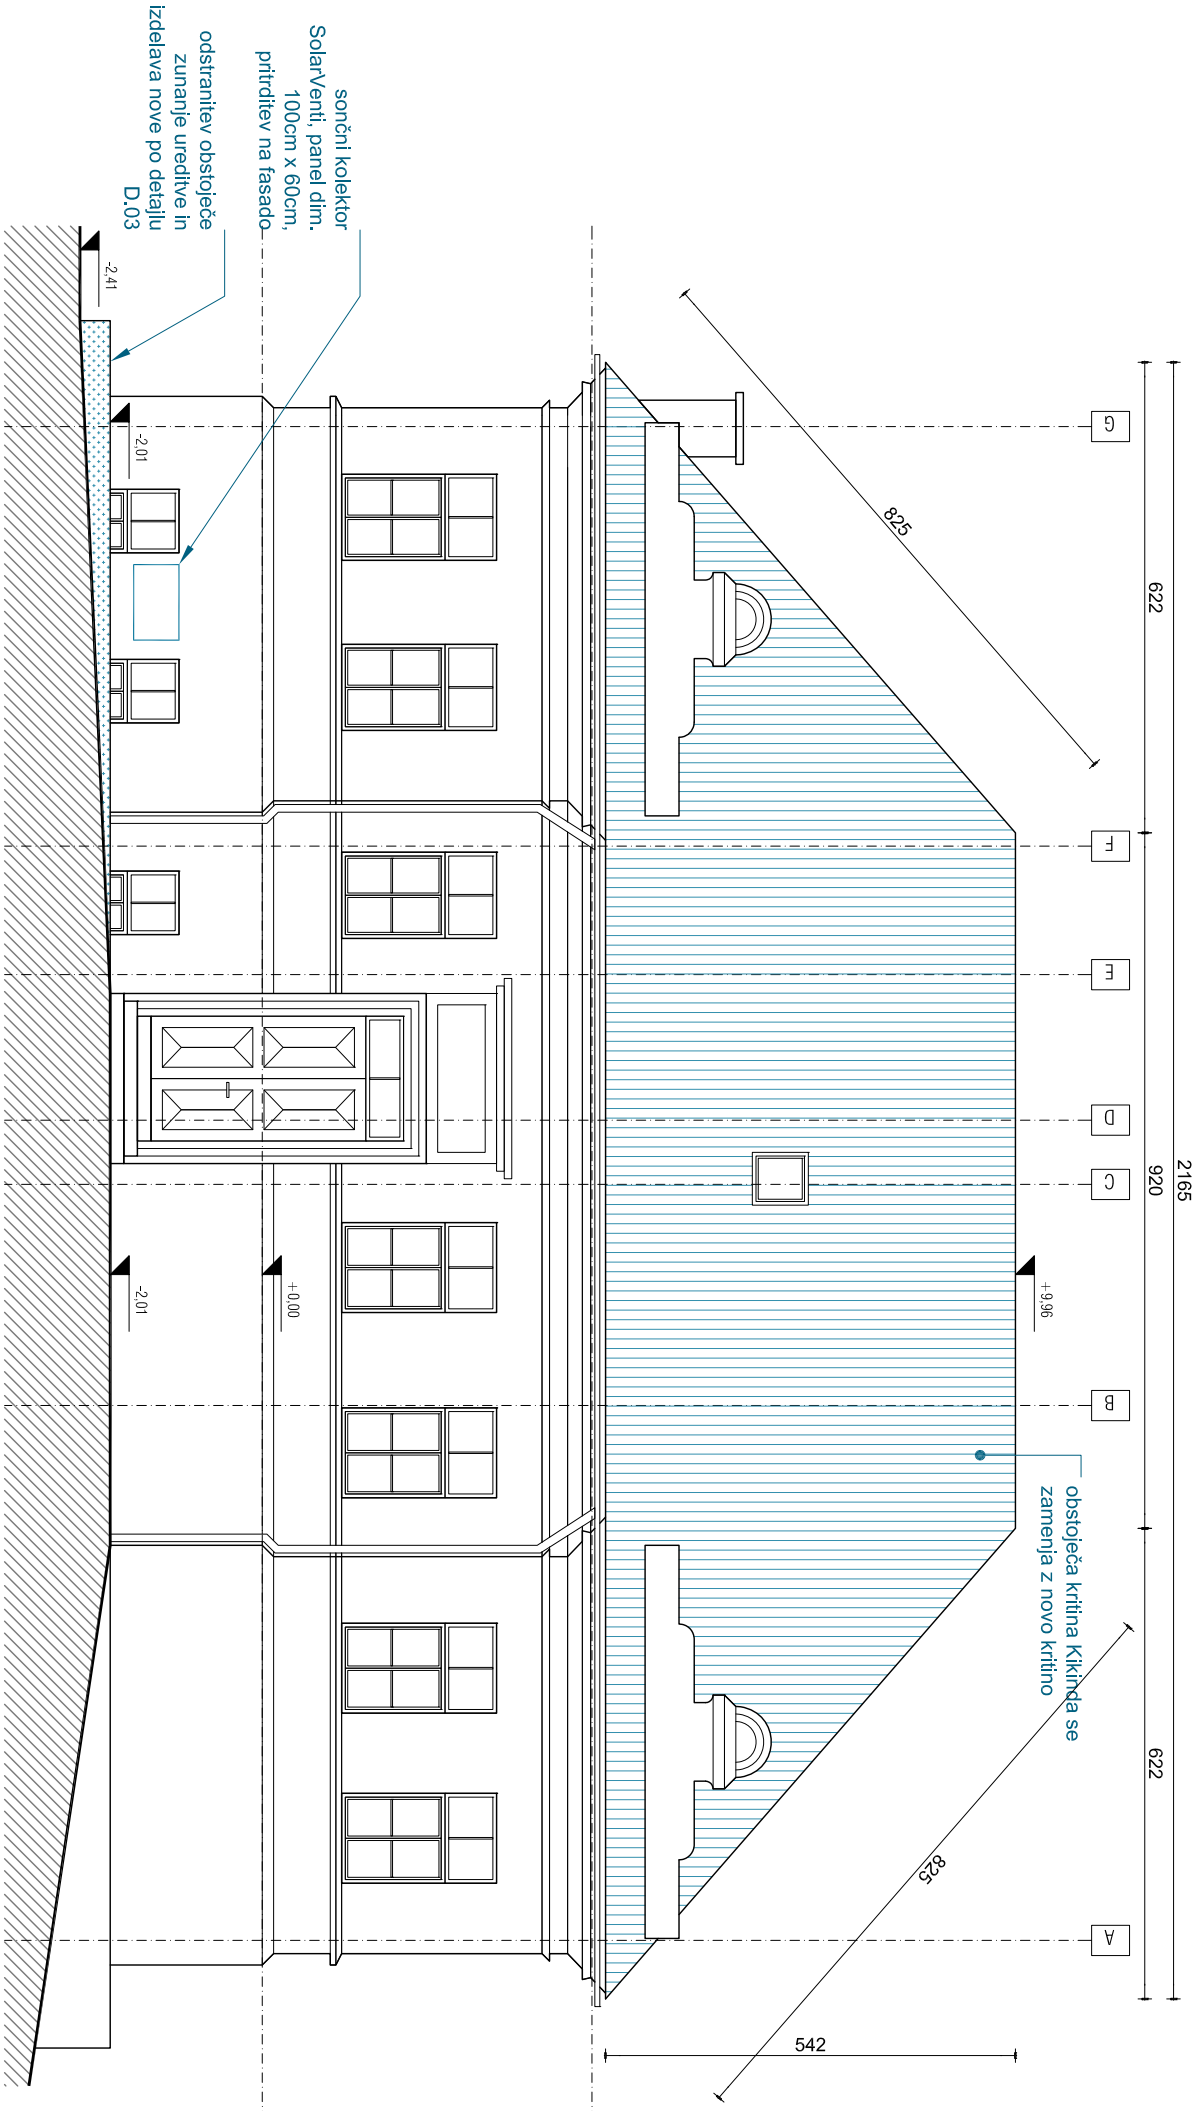 2165
622
920
622
G
F
E
D
C
B
A
825
825
542
+9,96
+0,00
-2,01
-2,01
-2,41
obstoječa kritina Kikinda se
zamenja z novo kritino
sončni kolektor
SolarVenti, panel dim.
100cm x 60cm,
pritrditev na fasado
odstranitev obstoječe
zunanje ureditve in
izdelava nove po detajlu
D.03